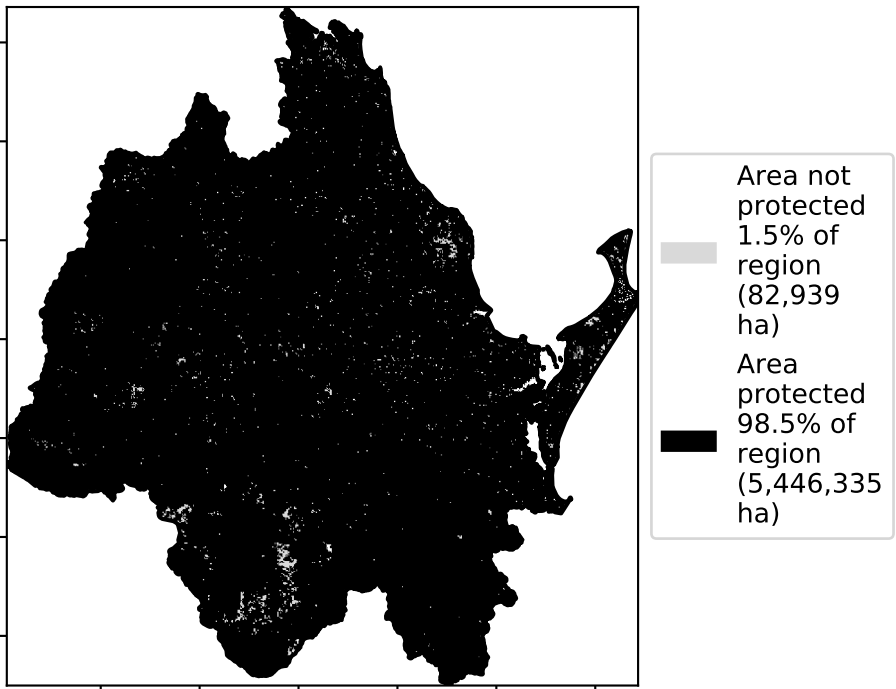 Area not
protected
1.5% of
region
(82,939
ha)
Area
protected
98.5% of
region
(5,446,335
ha)